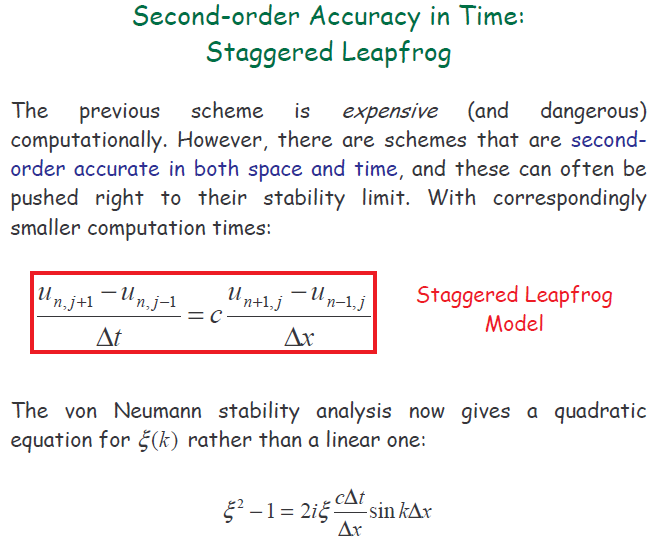 Second-order Accuracy in Time:
Staggered Leapfrog
The previous scheme is expensive (and dangerous)
computationally. However, there are schemes that are second-
order accurate in both space and time, and these can often be
pushed right to their stability limit. With correspondingly
smaller computation times:
\frac{u_{n,j+1} - u_{n,j-1}}{\Delta t} = c \frac{u_{n+1,j} - u_{n-1,j}}{\Delta x}
Staggered Leapfrog
Model
The von Neumann stability analysis now gives a quadratic
equation for ξ(k) rather than a linear one:
\xi^2 - 1 = 2i\xi \frac{c\Delta t}{\Delta x} \sin k\Delta x